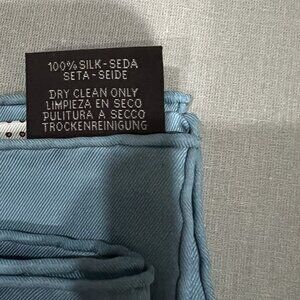 100% SILK-SEDA
SETA-SEIDE
DRY CLEAN ONLY
LIMPIEZA EN SECO
PULITURA A SECCO
TROCKENREINIGUNG